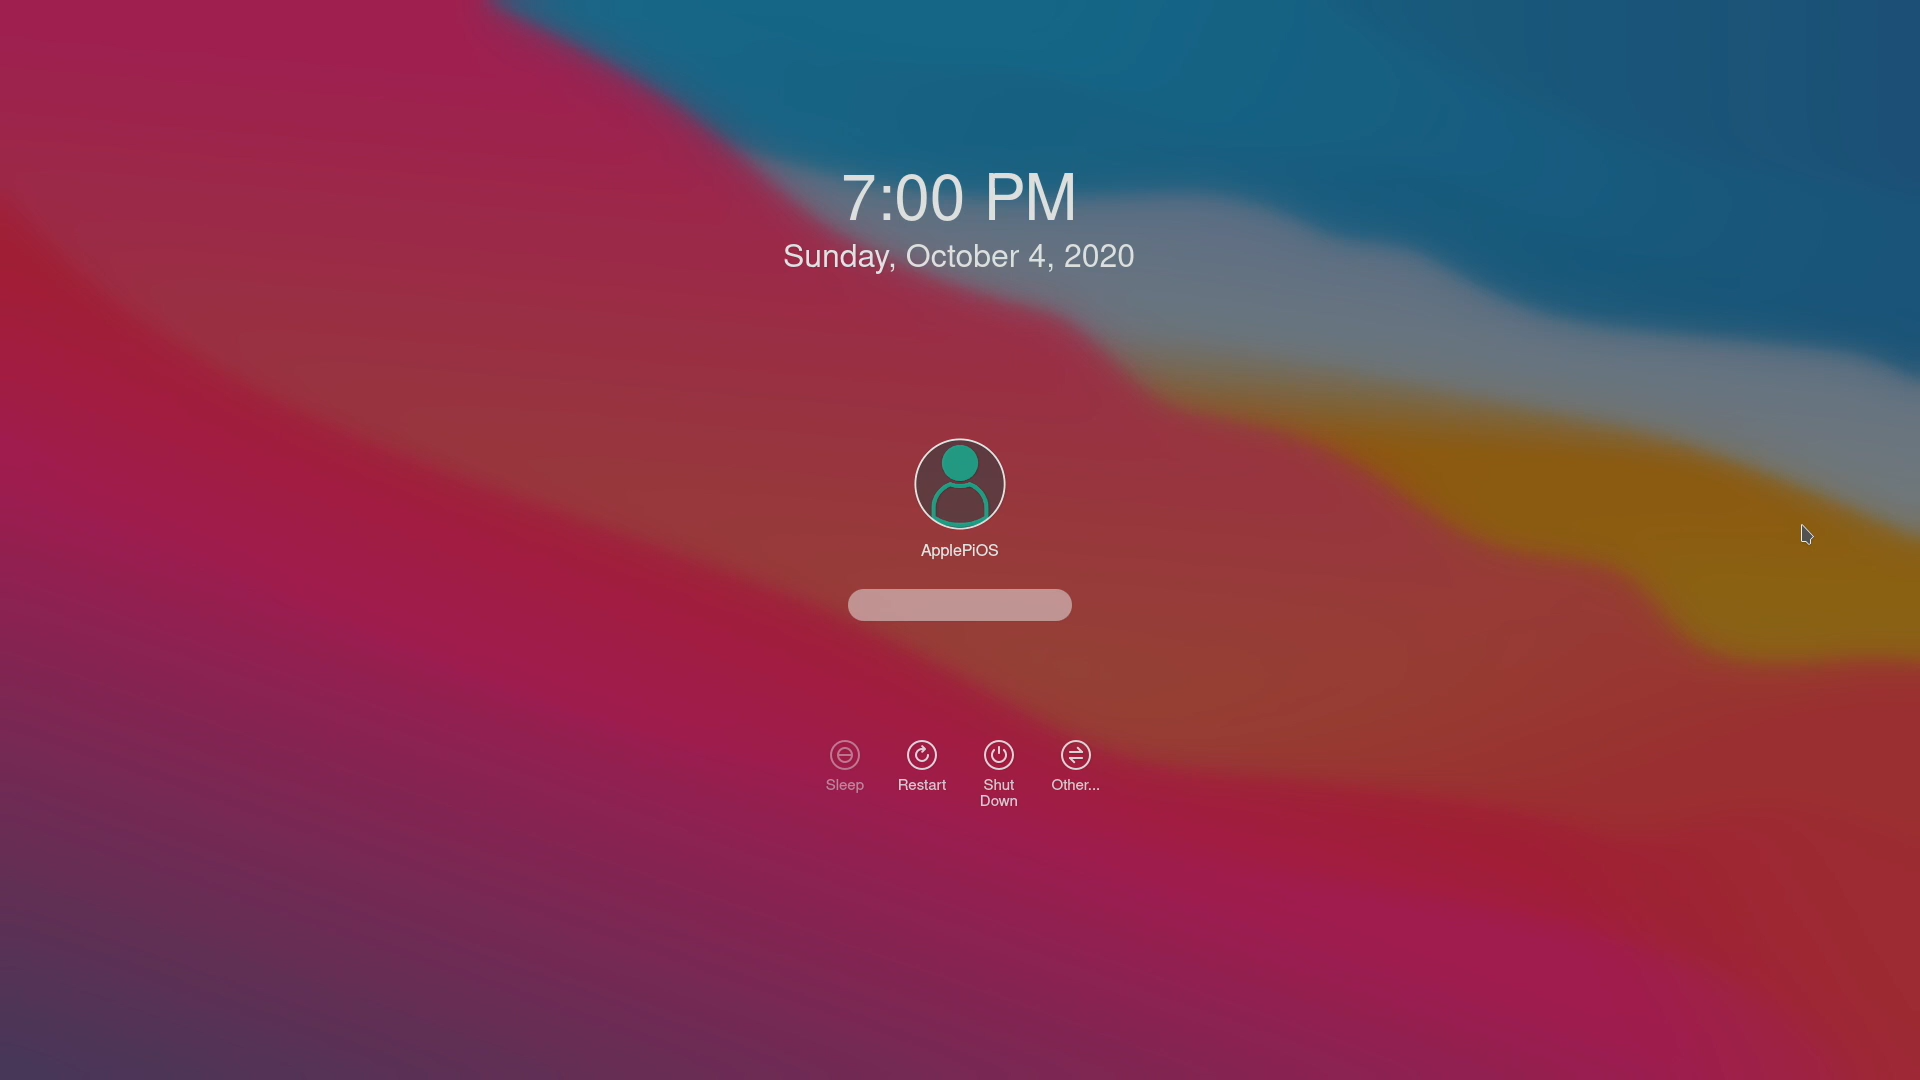 7:00 PM
Sunday, October 4, 2020
ApplePiOS
Sleep
Restart
Shut
Down
Other...